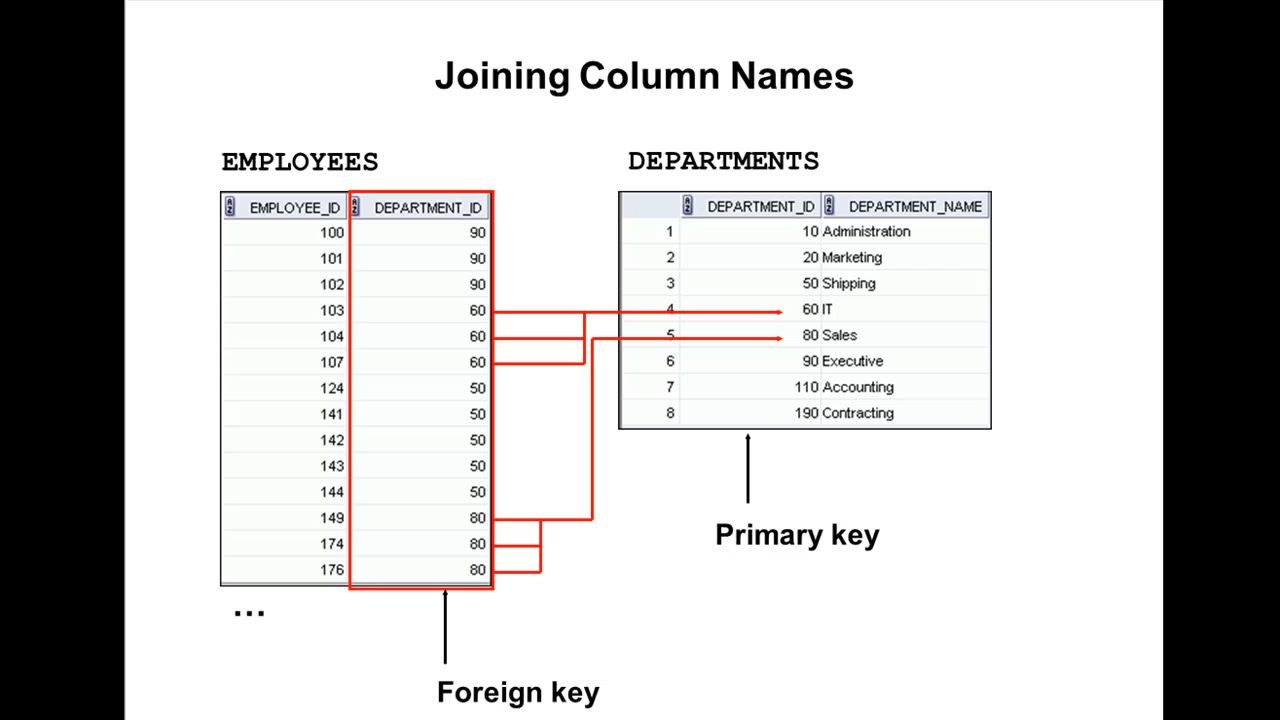 Joining Column Names
EMPLOYEES
EMPLOYEE_ID DEPARTMENT_ID
100 90
101 90
102 90
103 60
104 60
107 60
124 50
141 50
142 50
143 50
144 50
149 80
174 80
176 80
...
Foreign key
DEPARTMENTS
DEPARTMENT_ID DEPARTMENT_NAME
1 10 Administration
2 20 Marketing
3 50 Shipping
4 60 IT
5 80 Sales
6 90 Executive
7 110 Accounting
8 190 Contracting
Primary key